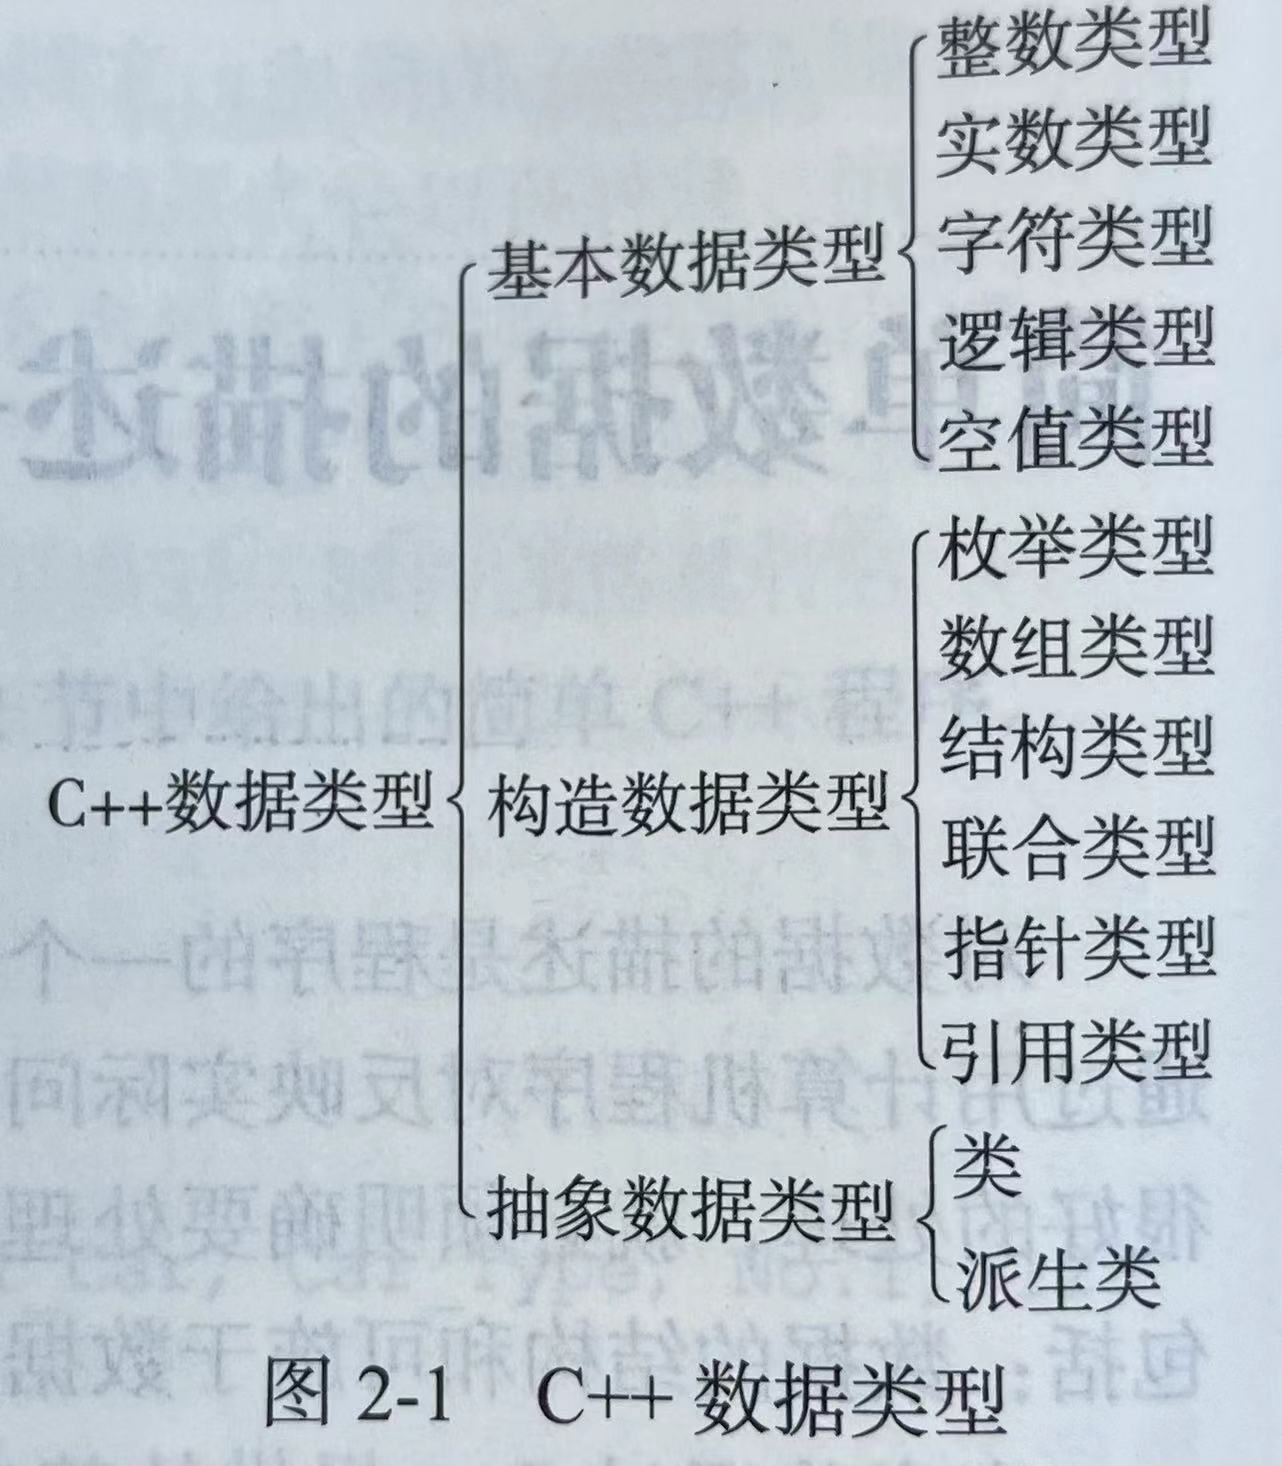 整数类型
实数类型
基本数据类型
字符类型
逻辑类型
空值类型
枚举类型
数组类型
结构类型
C++数据类型
构造数据类型
联合类型
指针类型
引用类型
类
抽象数据类型
派生类
图 2-1 C++ 数据类型